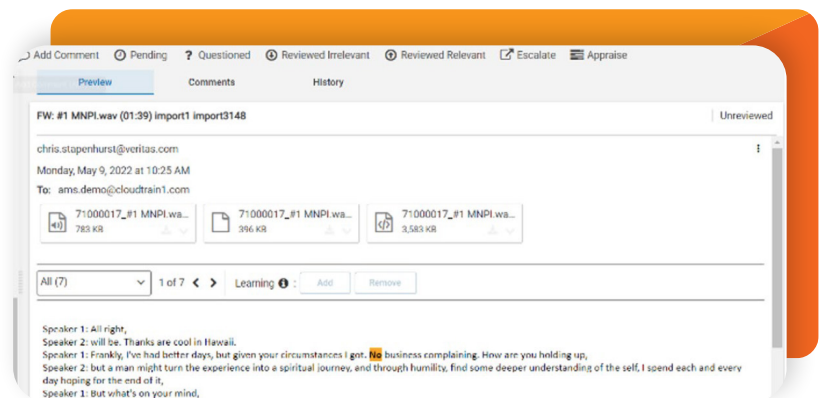 Add Comment Pending ? Questioned Reviewed Irrelevant Reviewed Relevant Escalate Appraise
Preview Comments History
FW: #1 MNPI.wav (01:39) import1 import3148 Unreviewed
chris.stapenhurst@veritas.com
Monday, May 9, 2022 at 10:25 AM
To: ams.demo@cloudtrain1.com
71000017_#1 MNPI.wa... 71000017_#1 MNPI.wa... 71000017_#1 MNPI.wa...
783 KB 396 KB 3,583 KB
All (7) 1 of 7 Learning : Add Remove
Speaker 1: All right,
Speaker 2: will be. Thanks are cool in Hawaii.
Speaker 1: Frankly, I've had better days, but given your circumstances I got. No business complaining. How are you holding up,
Speaker 2: but a man might turn the experience into a spiritual journey, and through humility, find some deeper understanding of the self, I spend each and every
day hoping for the end of it,
Speaker 1: But what's on your mind,